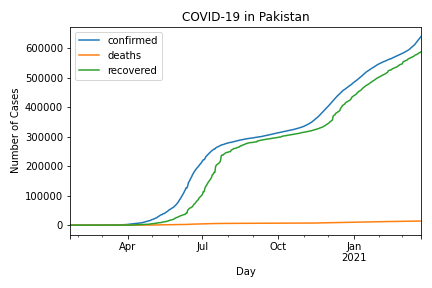 COVID-19 in Pakistan
confirmed
deaths
recovered
Number of Cases
600000
500000
400000
300000
200000
100000
0
Apr
Jul
Oct
Jan
2021
Day